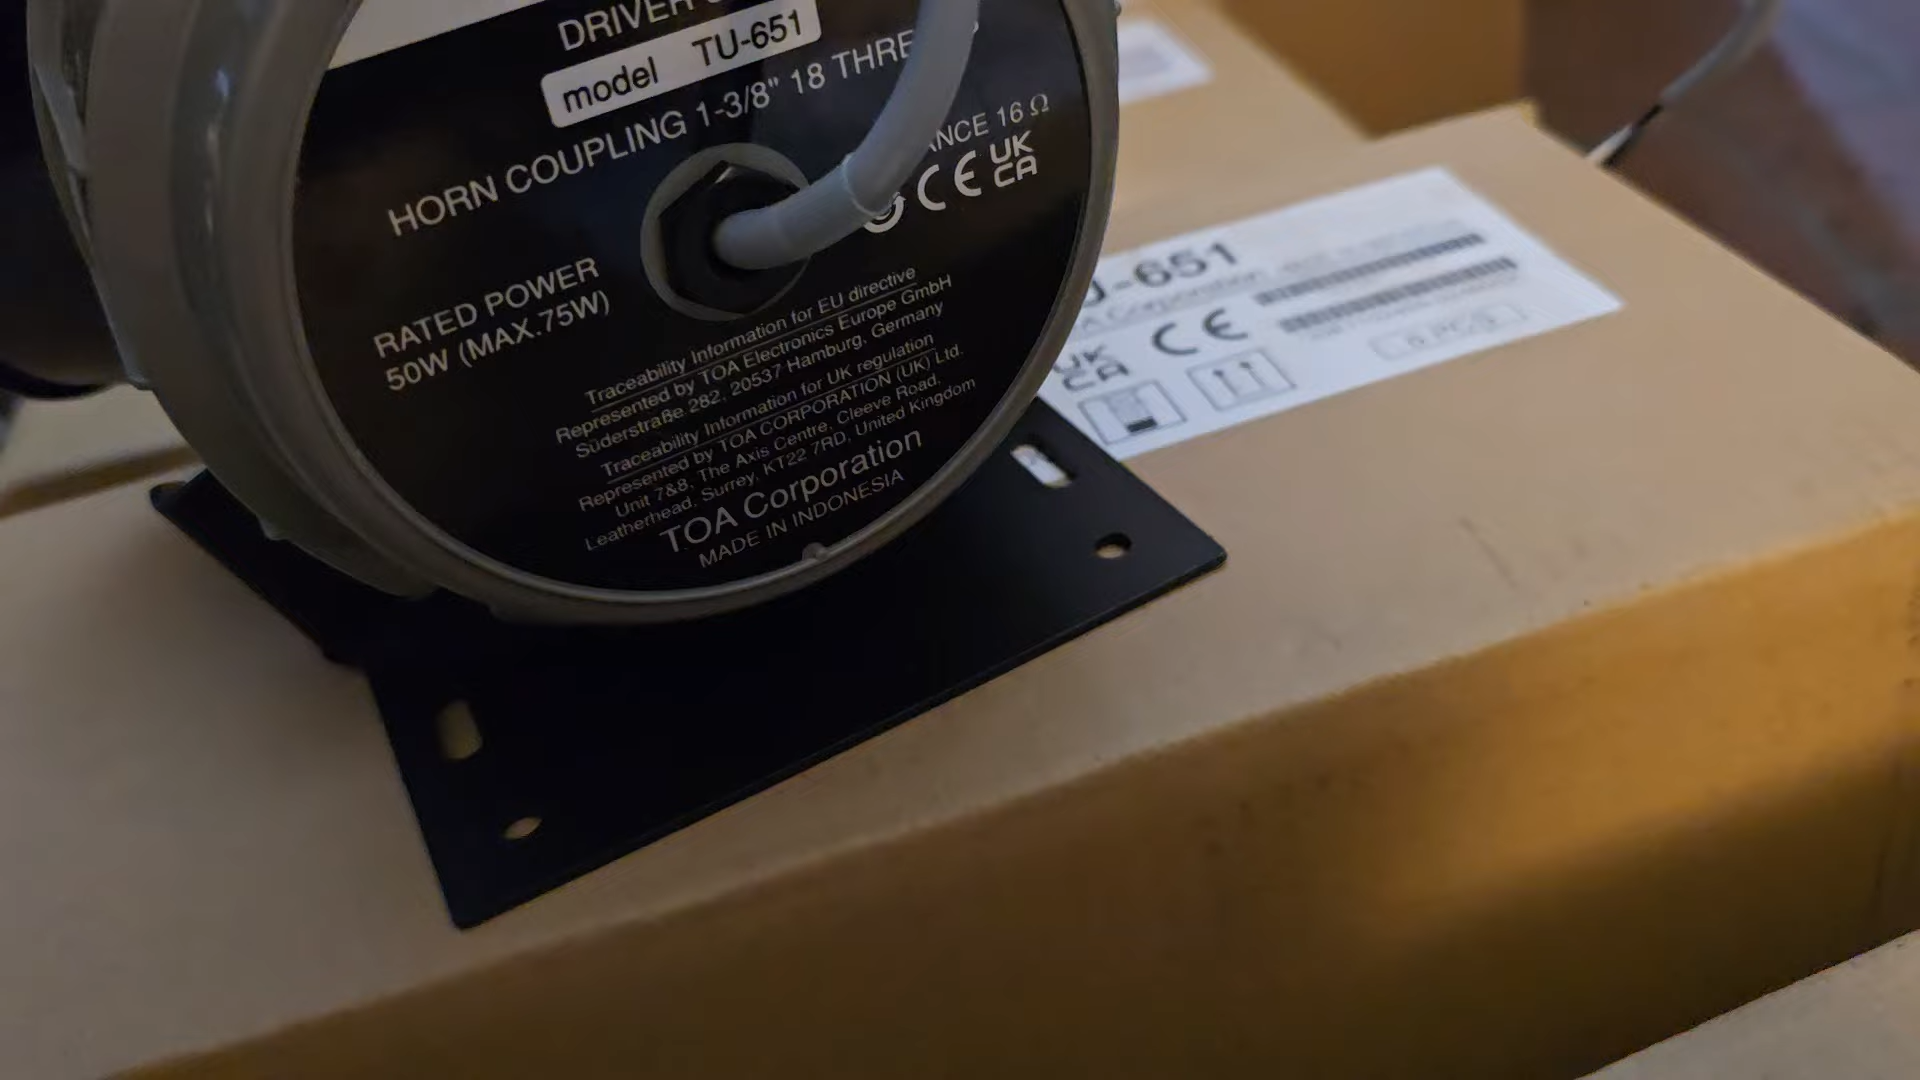 DRIVER
model TU-651
HORN COUPLING 1-3/8" 18 THRE
ANCE 16 Ω
CE UK CA
RATED POWER
50W (MAX.75W)
Traceability Information for EU directive
Represented by TOA Electronics Europe GmbH
Süderstraße 282, 20537 Hamburg, Germany
Traceability Information for UK regulation
Represented by TOA CORPORATION (UK) Ltd.
Unit 7&8, The Axis Centre, Cleeve Road,
Leatherhead, Surrey, KT22 7RD, United Kingdom
TOA Corporation
MADE IN INDONESIA
U-651
A Corporation
UK CA CE